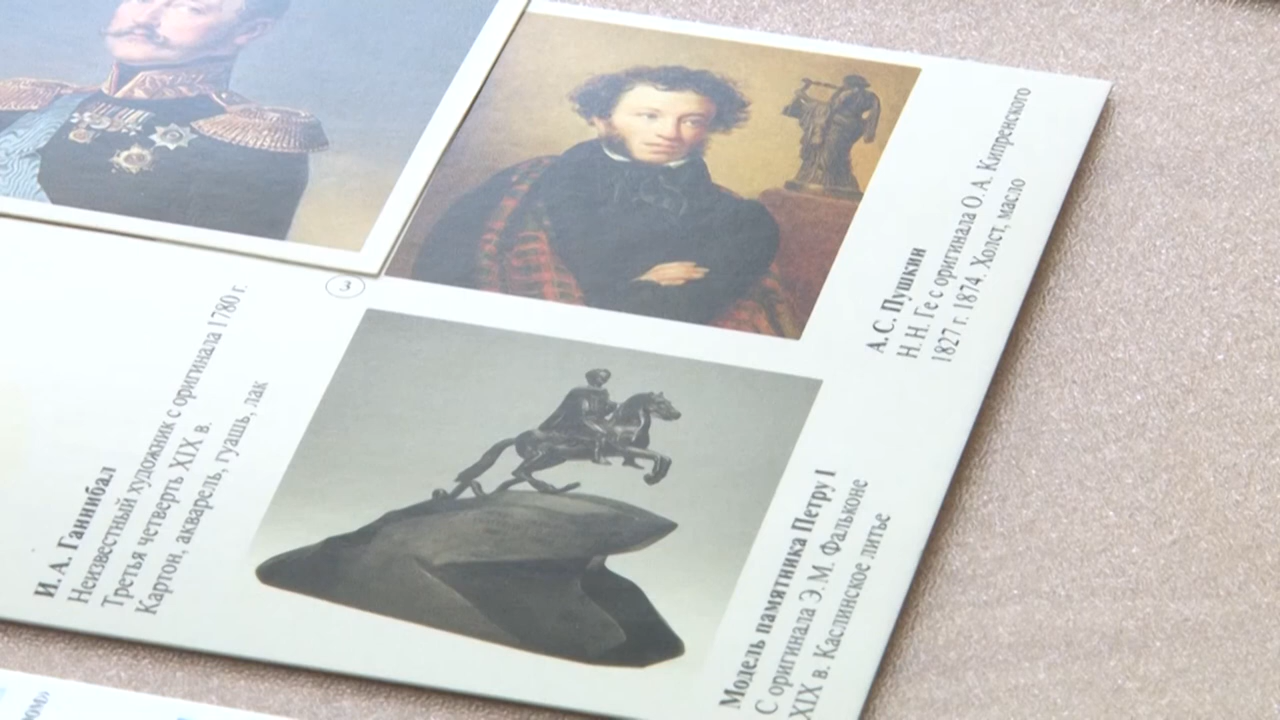 А. С. Пушкин
Н. Н. Ге с оригинала О. А. Кипренского
1827 г. 1874. Холст, масло
3
И. А. Ганнибал
Неизвестный художник с оригинала 1780 г.
Третья четверть XIX в.
Картон, акварель, гуашь, лак
Модель памятника Петру I
С оригинала Э. М. Фальконе
XIX в. Каслинское литье